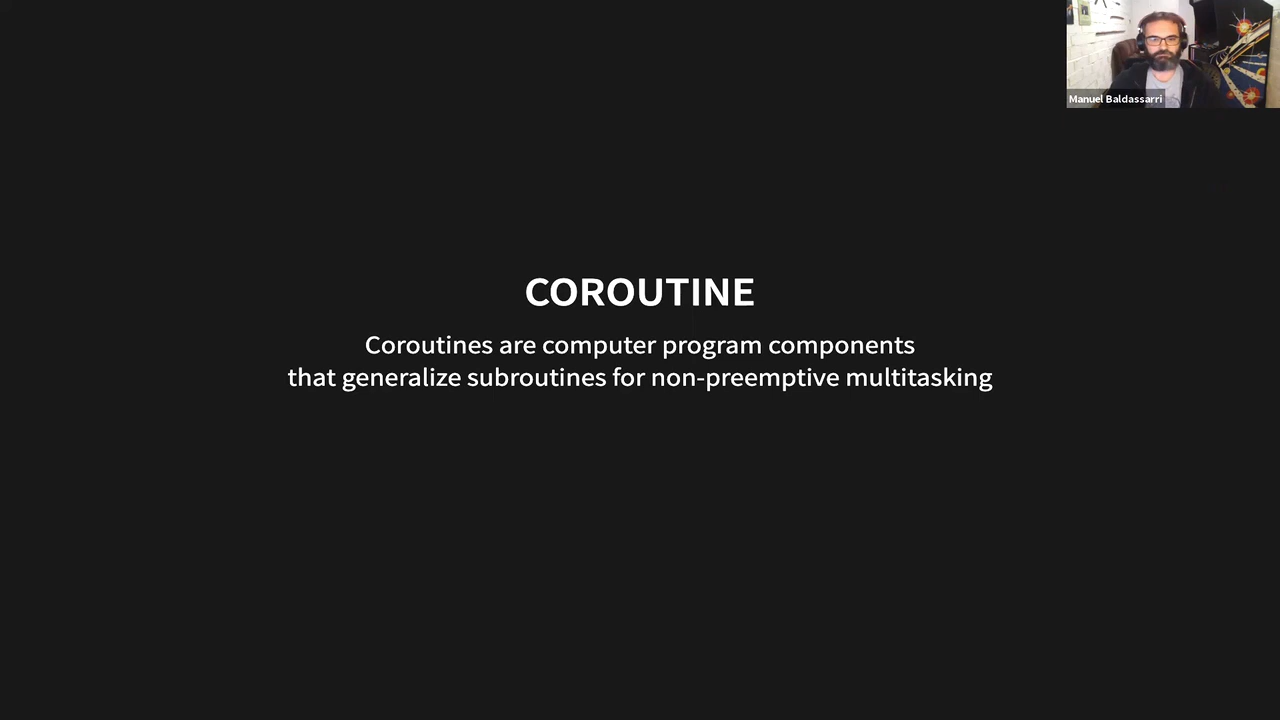 Manuel Baldassarri
COROUTINE
Coroutines are computer program components
that generalize subroutines for non-preemptive multitasking